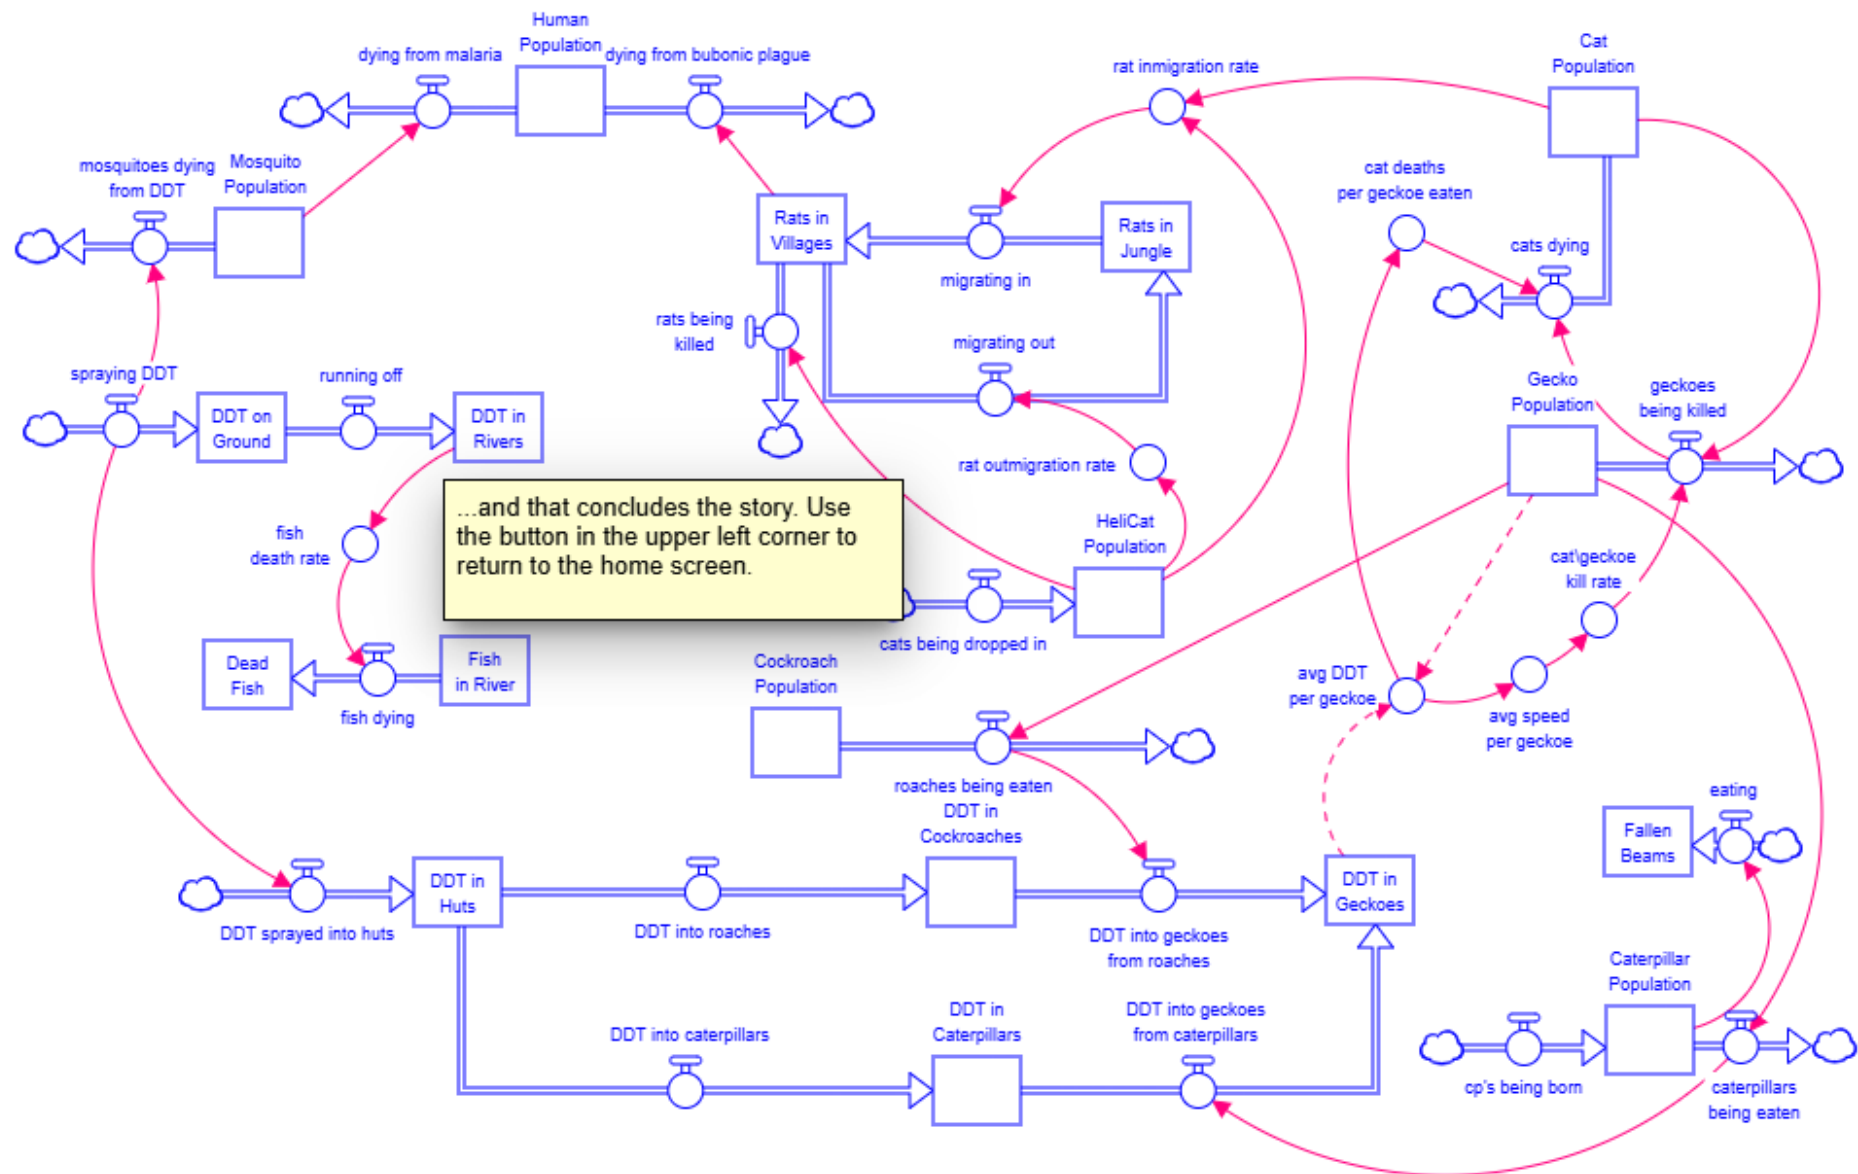 Human
Population
dying from malaria
dying from bubonic plague
rat inmigration rate
Cat
Population
mosquitoes dying
from DDT
Mosquito
Population
cat deaths
per geckoe eaten
Rats in
Villages
Rats in
Jungle
cats dying
migrating in
rats being
killed
migrating out
spraying DDT
running off
Gecko
Population
geckoes
being killed
DDT on
Ground
DDT in
Rivers
rat outmigration rate
...and that concludes the story. Use
the button in the upper left corner to
return to the home screen.
fish
death rate
HeliCat
Population
cat\geckoe
kill rate
cats being dropped in
Dead
Fish
Fish
in River
fish dying
Cockroach
Population
avg DDT
per geckoe
avg speed
per geckoe
roaches being eaten
DDT in
Cockroaches
eating
Fallen
Beams
DDT in
Huts
DDT in
Geckoes
DDT sprayed into huts
DDT into roaches
DDT into geckoes
from roaches
Caterpillar
Population
DDT into caterpillars
DDT in
Caterpillars
DDT into geckoes
from caterpillars
cp's being born
caterpillars
being eaten